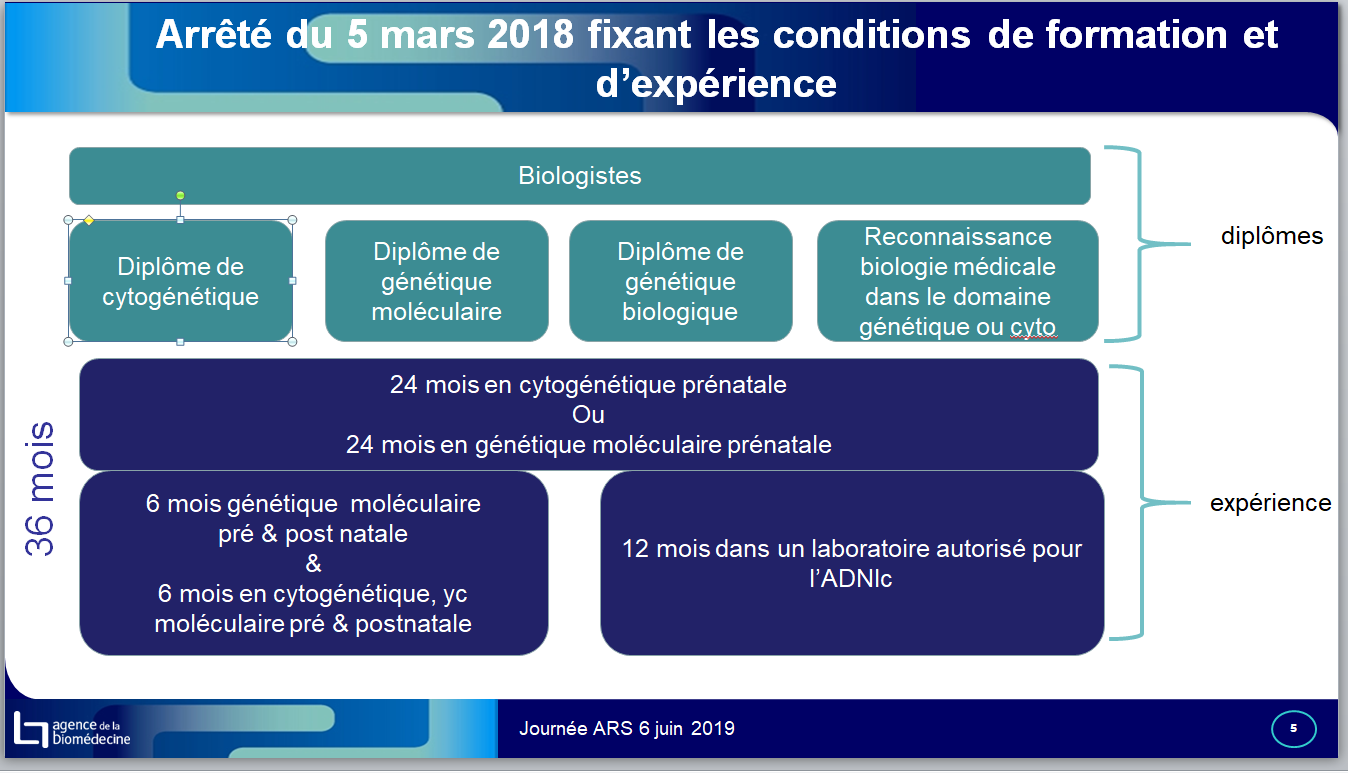 Arrêté du 5 mars 2018 fixant les conditions de formation et
d’expérience
Biologistes
Diplôme de
cytogénétique
Diplôme de
génétique
moléculaire
Diplôme de
génétique
biologique
Reconnaissance
biologie médicale
dans le domaine
génétique ou cyto
diplômes
36 mois
24 mois en cytogénétique prénatale
Ou
24 mois en génétique moléculaire prénatale
6 mois génétique moléculaire
pré & post natale
&
6 mois en cytogénétique, yc
moléculaire pré & postnatale
12 mois dans un laboratoire autorisé pour
l’ADNlc
expérience
agence de la
biomédecine
Journée ARS 6 juin 2019
5